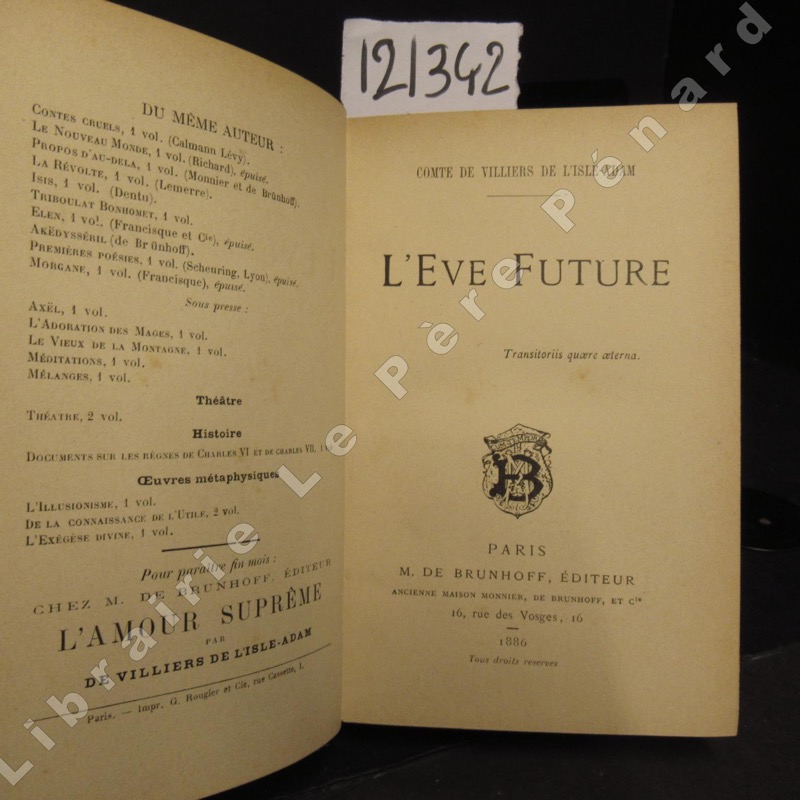 121342
DU MÊME AUTEUR :
CONTES CRUELS, 1 vol. (Calmann Lévy).
LE NOUVEAU MONDE, 1 vol. (Richard), épuisé.
PROPOS D'AU-DELA, 1 vol. (Monnier et de Brünhoff).
LA RÉVOLTE, 1 vol. (Lemerre), épuisé.
ISIS, 1 vol. (Dentu).
TRIBOULAT BONHOMET, 1 vol.
ELEN, 1 vol. (Francisque et Cie), épuisé.
AKËDYSSÉRIL (de Brünhoff).
PREMIÈRES POÉSIES, 1 vol. (Scheuring, Lyon), épuisé.
MORGANE, 1 vol. (Francisque), épuisé.
Sous presse :
AXËL, 1 vol.
L'ADORATION DES MAGES, 1 vol.
LE VIEUX DE LA MONTAGNE, 1 vol.
MÉDITATIONS, 1 vol.
MÉLANGES, 1 vol.
Théâtre
THÉATRE, 2 vol.
Histoire
DOCUMENTS SUR LES RÈGNES DE CHARLES VI ET DE CHARLES VII, 1
Œuvres métaphysiques
L'ILLUSIONISME, 1 vol.
DE LA CONNAISSANCE DE L'UTILE, 2 vol.
L'EXÉGÈSE DIVINE, 1 vol.
Pour paraître fin mois :
CHEZ M. DE BRUNHOFF, ÉDITEUR
L'AMOUR SUPRÊME
PAR
DE VILLIERS DE L'ISLE-ADAM
Paris. — Impr. G. Rougier et Cie, rue Cassette, 1.
COMTE DE VILLIERS DE L'ISLE-ADAM
L'EVE FUTURE
Transitoriis quære æterna.
PARIS
M. DE BRUNHOFF, ÉDITEUR
ANCIENNE MAISON MONNIER, DE BRUNHOFF, ET Cie
16, rue des Vosges, 16
1886
Tous droits reservés
Librairie Le Père Pénard